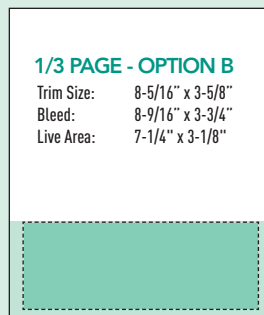 1/3 PAGE - OPTION B
Trim Size: 8-5/16” x 3-5/8”
Bleed: 8-9/16” x 3-3/4”
Live Area: 7-1/4" x 3-1/8"